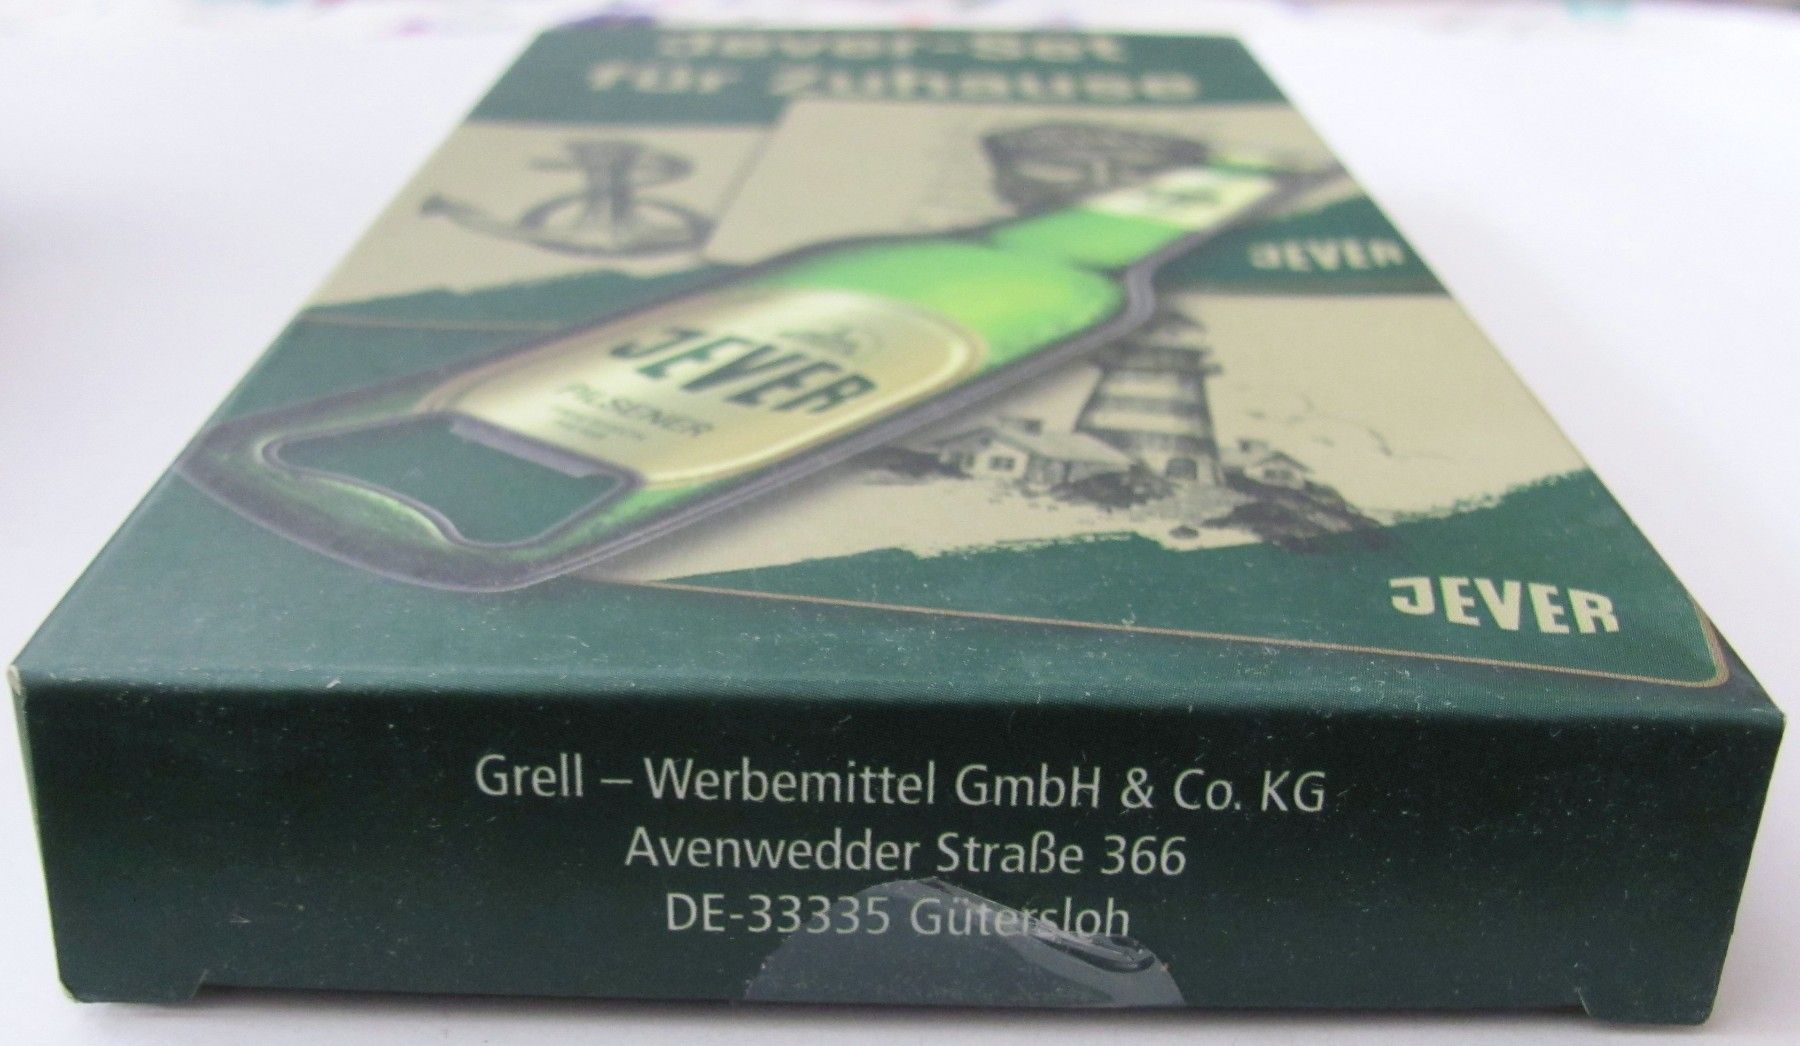 Jever-Set
für Zuhause
JEVER
JEVER
PILSENER
JEVER
Grell – Werbemittel GmbH & Co. KG
Avenwedder Straße 366
DE-33335 Gütersloh